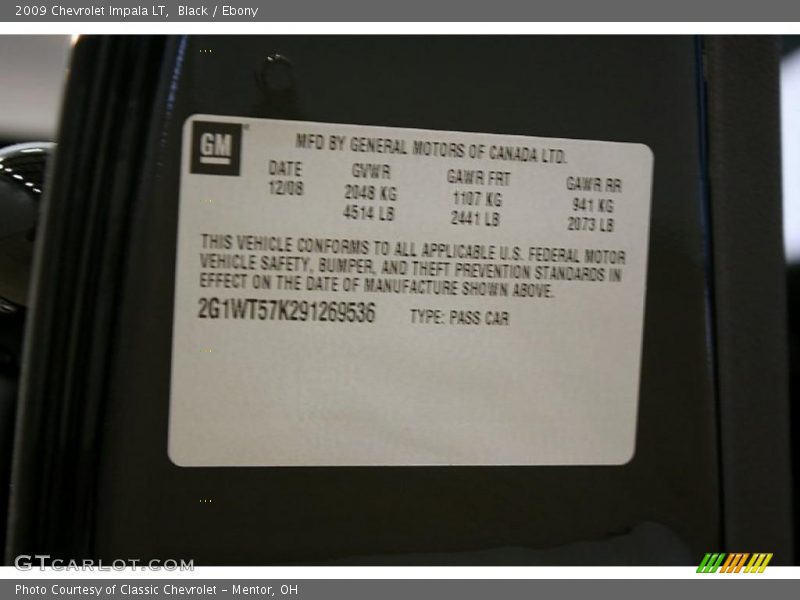 2009 Chevrolet Impala LT, Black / Ebony
GM
MFD BY GENERAL MOTORS OF CANADA LTD.
DATE GVWR GAWR FRT GAWR RR
12/08 2048 KG 1107 KG 941 KG
4514 LB 2441 LB 2073 LB
THIS VEHICLE CONFORMS TO ALL APPLICABLE U.S. FEDERAL MOTOR
VEHICLE SAFETY, BUMPER, AND THEFT PREVENTION STANDARDS IN
EFFECT ON THE DATE OF MANUFACTURE SHOWN ABOVE.
2G1WT57K291269536 TYPE: PASS CAR
GTCARLOT.COM
Photo Courtesy of Classic Chevrolet - Mentor, OH